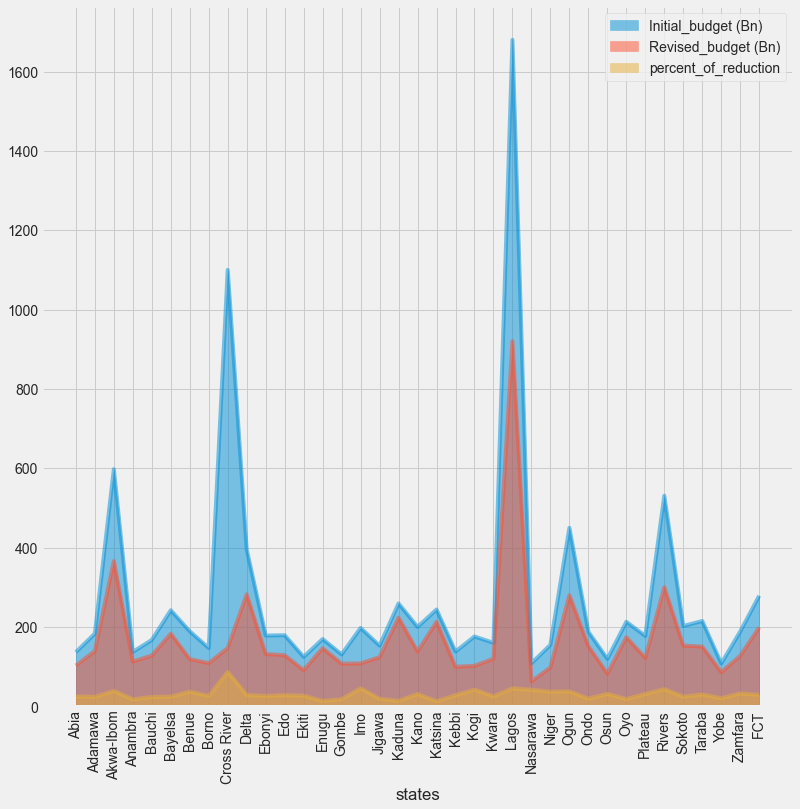 Initial_budget (Bn)
Revised_budget (Bn)
percent_of_reduction
1600
1400
1200
1000
800
600
400
200
0
Abia
Adamawa
Akwa-Ibom
Anambra
Bauchi
Bayelsa
Benue
Borno
Cross River
Delta
Ebonyi
Edo
Ekiti
Enugu
Gombe
Imo
Jigawa
Kaduna
Kano
Katsina
Kebbi
Kogi
Kwara
Lagos
Nasarawa
Niger
Ogun
Ondo
Osun
Oyo
Plateau
Rivers
Sokoto
Taraba
Yobe
Zamfara
FCT
states